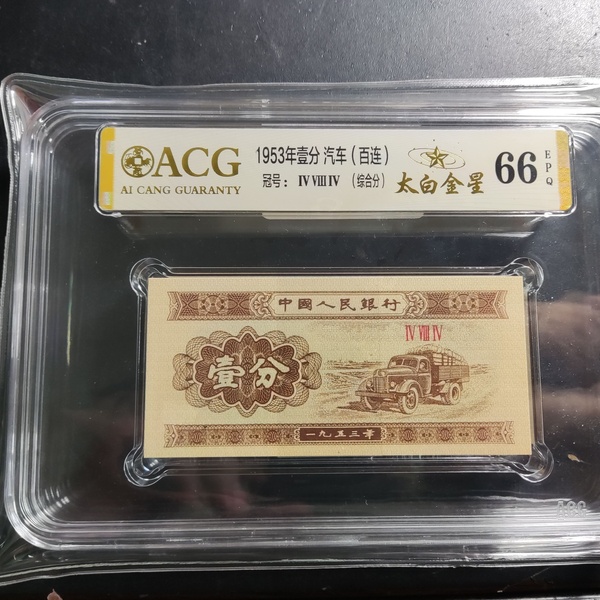 ACG
AI CANG GUARANTY
1953年壹分 汽车(百连)
冠号: IV VIII IV (综合分)
太白金星
66
EPQ
中國人民銀行
IV VIII IV
壹分
一九五三年
ACG